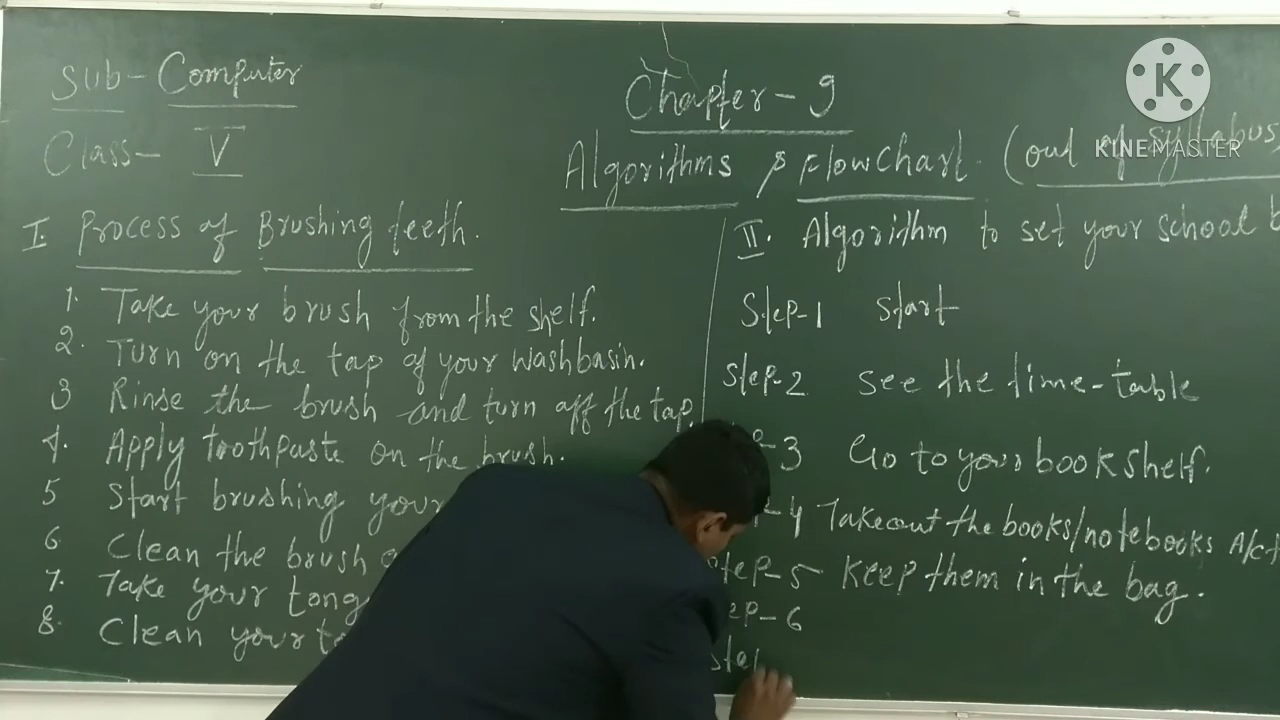 Sub- Computer
Class- V
Chapter-9
Algorithms & Flowchart. (out of syllabus)
I Process of Brushing teeth.
1. Take your brush from the shelf.
2. Turn on the tap of your washbasin.
3 Rinse the brush and turn off the tap.
4. Apply toothpaste on the brush.
5 Start brushing your
6 Clean the brush
7. Take your tong
8. Clean your to
II. Algorithm to set your school b
Step-1 Start
Step-2 See the time-table
-3 Go to your bookshelf.
-4 Takeout the books/notebooks A/c t
Step-5 Keep them in the bag.
ep-6
Step
K
KINEMASTER